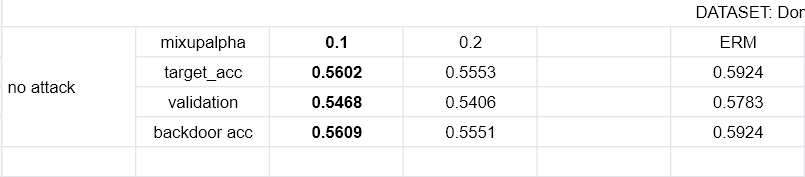 DATASET: Dor
mixupalpha 0.1 0.2 ERM
no attack target_acc 0.5602 0.5553 0.5924
validation 0.5468 0.5406 0.5783
backdoor acc 0.5609 0.5551 0.5924